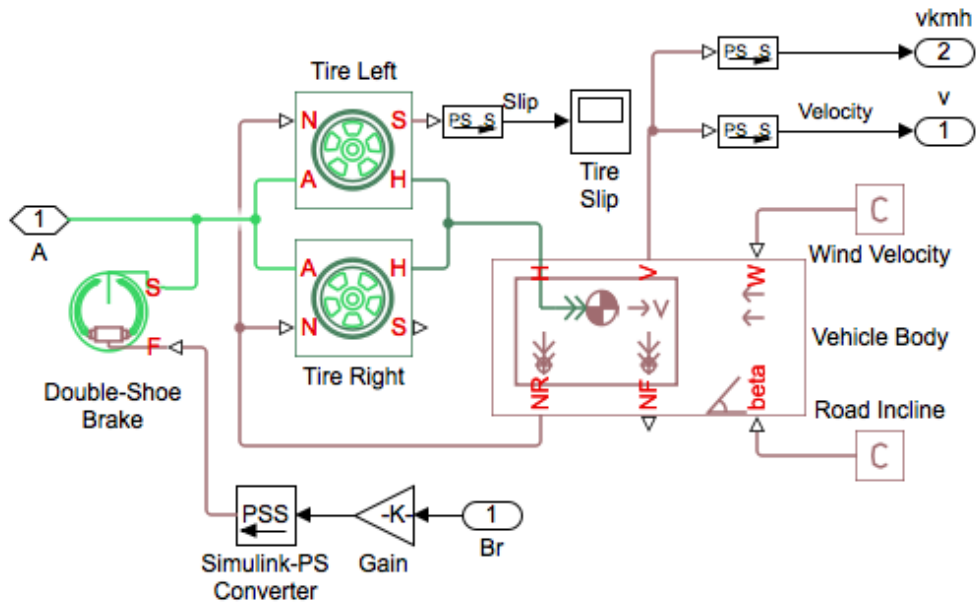 vkmh
PS S
2
Tire Left
N
S
PS S
Slip
v
PS S
Velocity
1
A
H
Tire
Slip
1
A
C
Wind Velocity
A
H
S
N
S
Tire Right
H
V
W
V
Vehicle Body
F
Double-Shoe
Brake
NR
NF
beta
Road Incline
C
PSS
-K-
1
Br
Simulink-PS
Converter
Gain